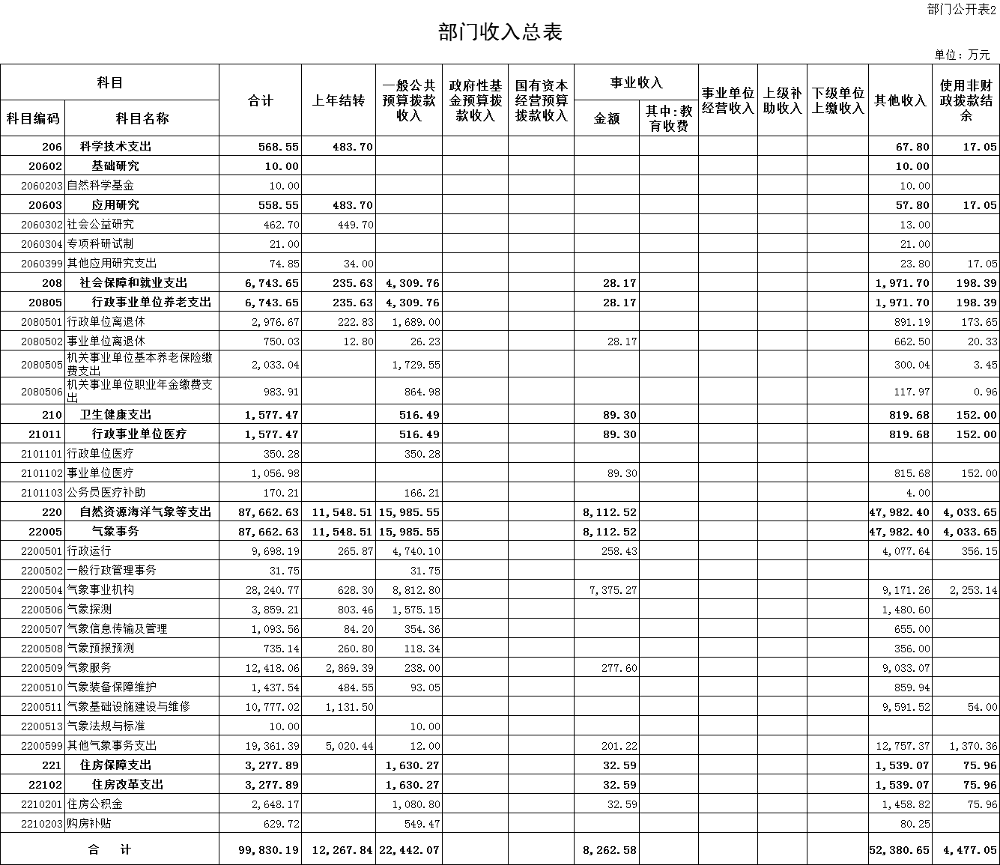 部门公开表2
部门收入总表
单位：万元
科目 合计 上年结转 一般公共预算拨款收入 政府性基金预算拨款收入 国有资本经营预算拨款收入 事业收入 事业单位经营收入 上级补助收入 下级单位上缴收入 其他收入 使用非财政拨款结余
科目编码 科目名称 金额 其中:教育收费
206 科学技术支出 568.55 483.70 67.80 17.05
20602 基础研究 10.00 10.00
2060203 自然科学基金 10.00 10.00
20603 应用研究 558.55 483.70 57.80 17.05
2060302 社会公益研究 462.70 449.70 13.00
2060304 专项科研试制 21.00 21.00
2060399 其他应用研究支出 74.85 34.00 23.80 17.05
208 社会保障和就业支出 6,743.65 235.63 4,309.76 28.17 1,971.70 198.39
20805 行政事业单位养老支出 6,743.65 235.63 4,309.76 28.17 1,971.70 198.39
2080501 行政单位离退休 2,976.67 222.83 1,689.00 891.19 173.65
2080502 事业单位离退休 750.03 12.80 26.23 28.17 662.50 20.33
2080505 机关事业单位基本养老保险缴费支出 2,033.04 1,729.55 300.04 3.45
2080506 机关事业单位职业年金缴费支出 983.91 864.98 117.97 0.96
210 卫生健康支出 1,577.47 516.49 89.30 819.68 152.00
21011 行政事业单位医疗 1,577.47 516.49 89.30 819.68 152.00
2101101 行政单位医疗 350.28 350.28
2101102 事业单位医疗 1,056.98 89.30 815.68 152.00
2101103 公务员医疗补助 170.21 166.21 4.00
220 自然资源海洋气象等支出 87,662.63 11,548.51 15,985.55 8,112.52 47,982.40 4,033.65
22005 气象事务 87,662.63 11,548.51 15,985.55 8,112.52 47,982.40 4,033.65
2200501 行政运行 9,698.19 265.87 4,740.10 258.43 4,077.64 356.15
2200502 一般行政管理事务 31.75 31.75
2200504 气象事业机构 28,240.77 628.30 8,812.80 7,375.27 9,171.26 2,253.14
2200506 气象探测 3,859.21 803.46 1,575.15 1,480.60
2200507 气象信息传输及管理 1,093.56 84.20 354.36 655.00
2200508 气象预报预测 735.14 260.80 118.34 356.00
2200509 气象服务 12,418.06 2,869.39 238.00 277.60 9,033.07
2200510 气象装备保障维护 1,437.54 484.55 93.05 859.94
2200511 气象基础设施建设与维修 10,777.02 1,131.50 9,591.52 54.00
2200513 气象法规与标准 10.00 10.00
2200599 其他气象事务支出 19,361.39 5,020.44 12.00 201.22 12,757.37 1,370.36
221 住房保障支出 3,277.89 1,630.27 32.59 1,539.07 75.96
22102 住房改革支出 3,277.89 1,630.27 32.59 1,539.07 75.96
2210201 住房公积金 2,648.17 1,080.80 32.59 1,458.82 75.96
2210203 购房补贴 629.72 549.47 80.25
合 计 99,830.19 12,267.84 22,442.07 8,262.58 52,380.65 4,477.05